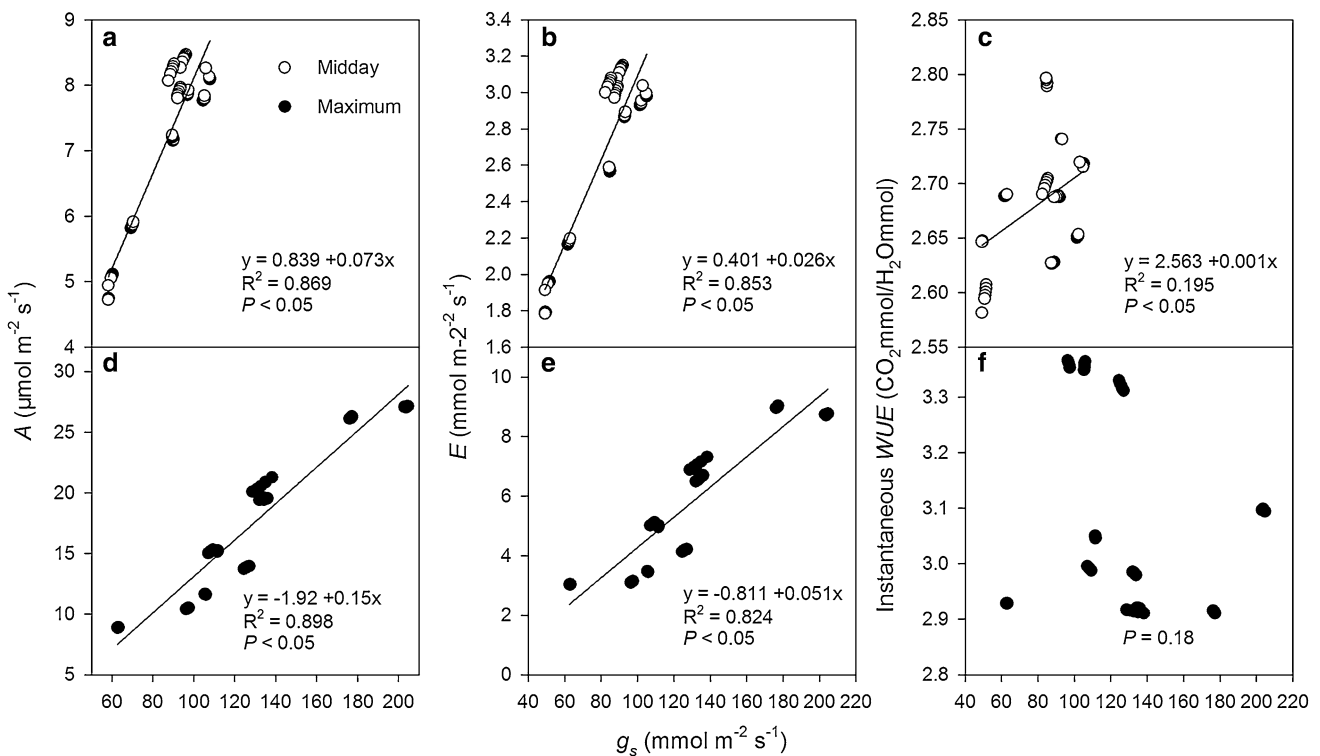 a
9
8
7
6
5
4
Midday
Maximum
y = 0.839 +0.073x
R² = 0.869
P < 0.05
b
3.4
3.2
3.0
2.8
2.6
2.4
2.2
2.0
1.8
1.6
y = 0.401 +0.026x
R² = 0.853
P < 0.05
c
2.85
2.80
2.75
2.70
2.65
2.60
2.55
y = 2.563 +0.001x
R² = 0.195
P < 0.05
A (µmol m⁻² s⁻¹)
E (mmol m-2⁻² s⁻¹)
Instantaneous WUE (CO₂mmol/H₂Ommol)
d
30
25
20
15
10
5
y = -1.92 +0.15x
R² = 0.898
P < 0.05
60 80 100 120 140 160 180 200
e
10
8
6
4
2
0
y = -0.811 +0.051x
R² = 0.824
P < 0.05
40 60 80 100 120 140 160 180 200 220
f
3.3
3.2
3.1
3.0
2.9
2.8
P = 0.18
40 60 80 100 120 140 160 180 200 220
gₛ (mmol m⁻² s⁻¹)